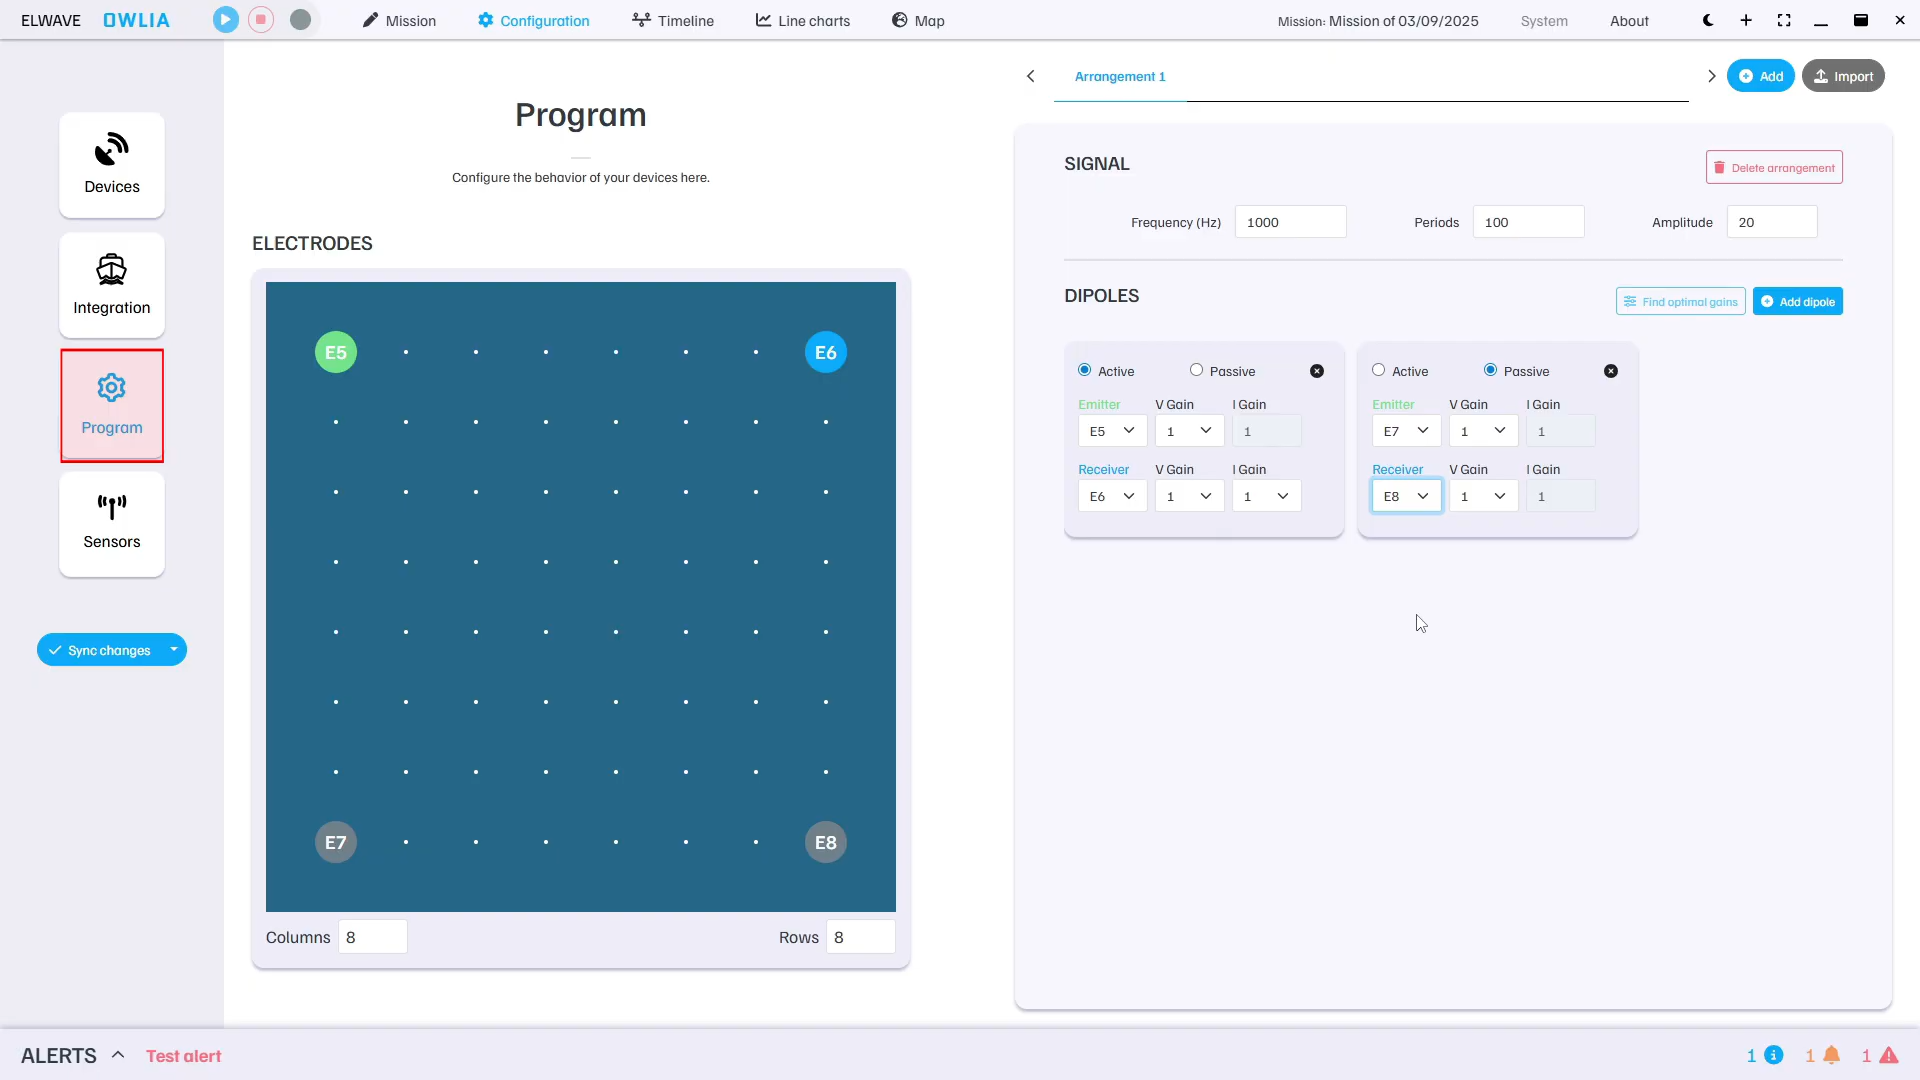 ELWAVE OWLIA Mission Configuration Timeline Line charts Map Mission: Mission of 03/09/2025 System About
Devices
Integration
Program
Sensors
Sync changes
Program
Configure the behavior of your devices here.
ELECTRODES
E5 E6
E7 E8
Columns 8 Rows 8
Arrangement 1 Add Import
SIGNAL Delete arrangement
Frequency (Hz) 1000 Periods 100 Amplitude 20
DIPOLES Find optimal gains Add dipole
Active Passive
Emitter V Gain I Gain
E5 1 1
Receiver V Gain I Gain
E6 1 1
Active Passive
Emitter V Gain I Gain
E7 1 1
Receiver V Gain I Gain
E8 1 1
ALERTS Test alert 1 1 1